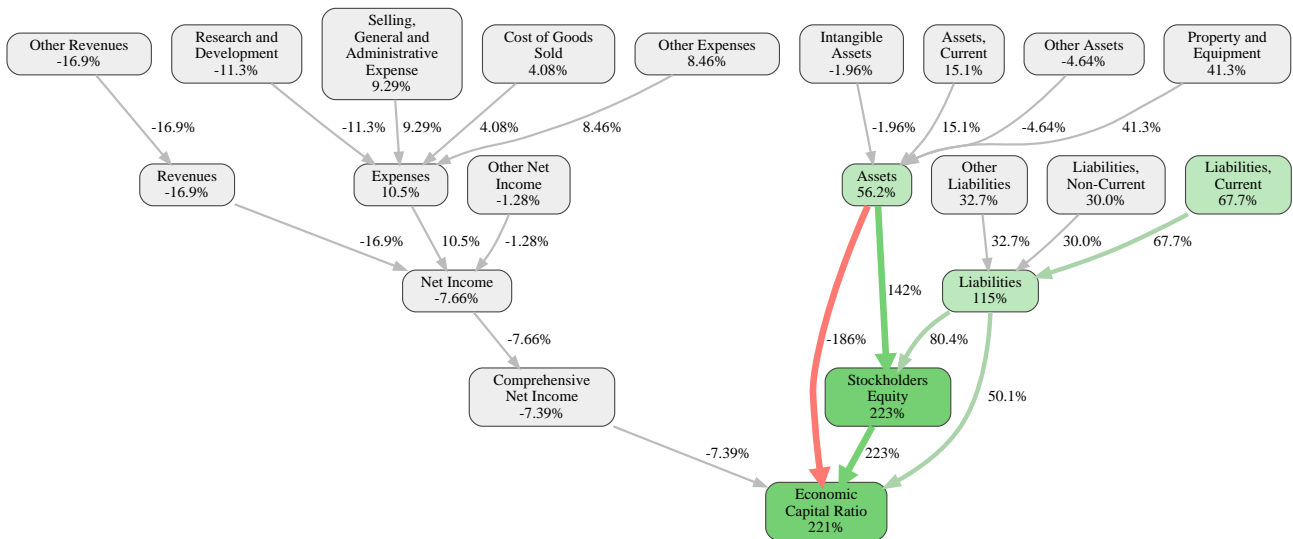 Other Revenues
-16.9%
Research and
Development
-11.3%
Selling,
General and
Administrative
Expense
9.29%
Cost of Goods
Sold
4.08%
Other Expenses
8.46%
Intangible
Assets
-1.96%
Assets,
Current
15.1%
Other Assets
-4.64%
Property and
Equipment
41.3%
-16.9%
-11.3%
9.29%
4.08%
8.46%
-1.96%
15.1%
-4.64%
41.3%
Revenues
-16.9%
Expenses
10.5%
Other Net
Income
-1.28%
Assets
56.2%
Other
Liabilities
32.7%
Liabilities,
Non-Current
30.0%
Liabilities,
Current
67.7%
-16.9%
10.5%
-1.28%
32.7%
30.0%
67.7%
Net Income
-7.66%
Liabilities
115%
142%
-7.66%
-186%
80.4%
Comprehensive
Net Income
-7.39%
Stockholders
Equity
223%
50.1%
-7.39%
223%
Economic
Capital Ratio
221%